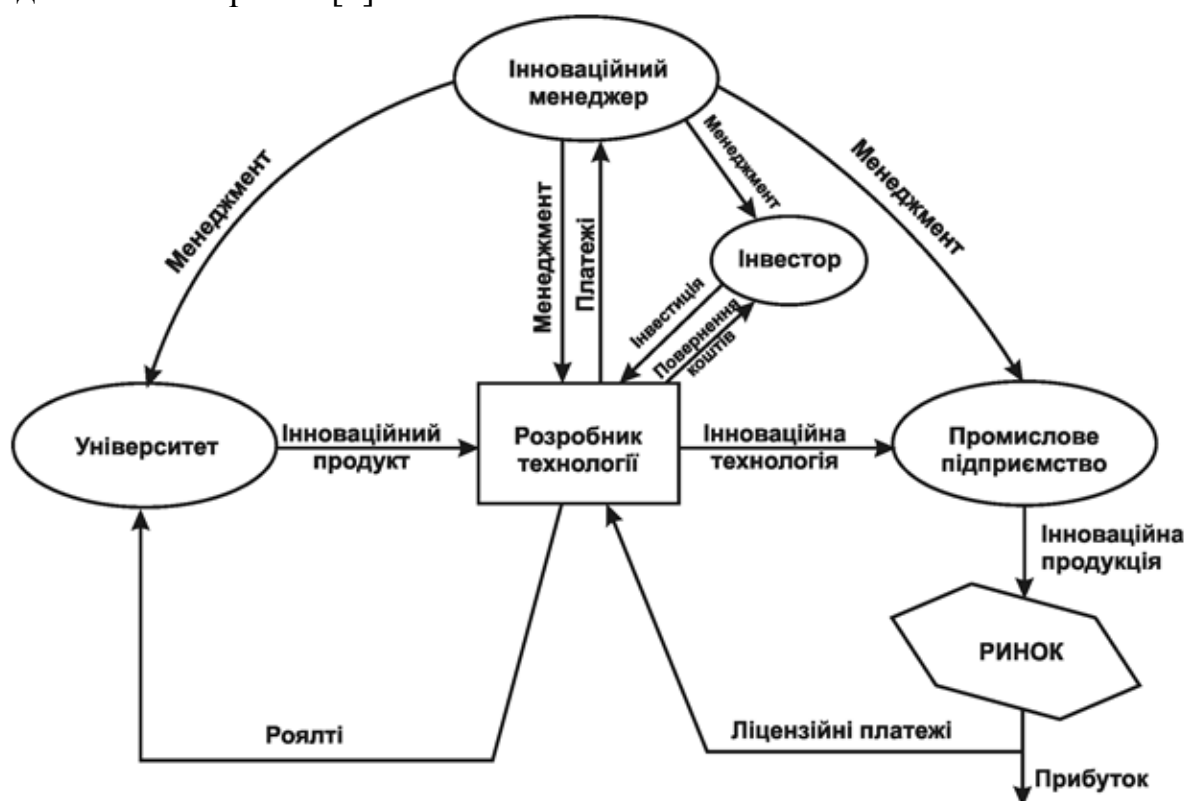 Інноваційний
менеджер
Менеджмент
Менеджмент
Платежі
Менеджмент
Менеджмент
Інвестор
Інвестиція
Повернення
коштів
Університет
Інноваційний
продукт
Розробник
технології
Інноваційна
технологія
Промислове
підприємство
Інноваційна
продукція
РИНОК
Роялті
Ліцензійні платежі
Прибуток